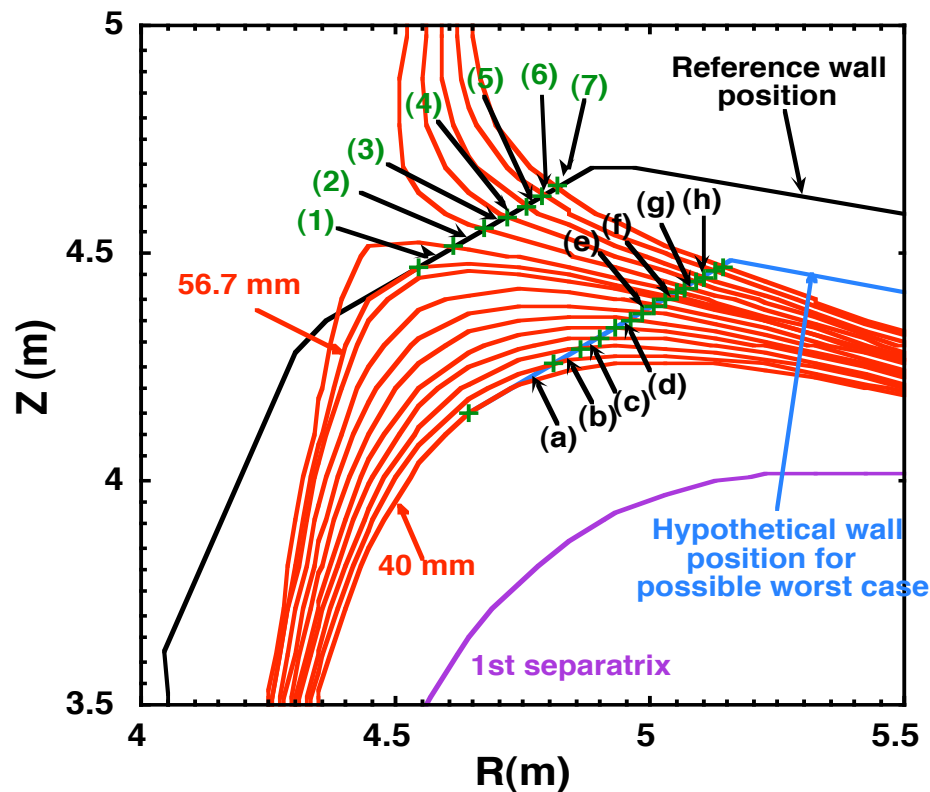 5
(6)
(5)
(7)
Reference wall
position
(4)
(3)
(2)
(h)
(g)
(f)
(1)
(e)
4.5
56.7 mm
Z (m)
(d)
(c)
(b)
(a)
4
40 mm
Hypothetical wall
position for
possible worst case
1st separatrix
3.5
4
4.5
5
5.5
R(m)